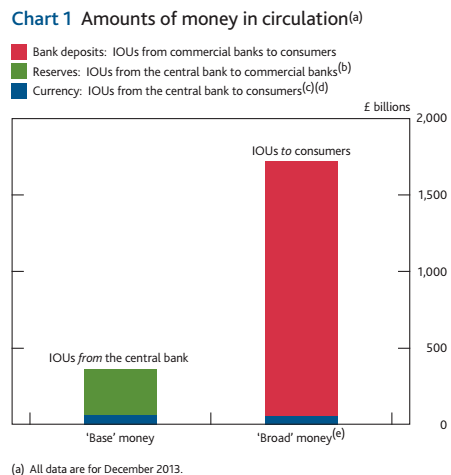 Chart 1 Amounts of money in circulation(a)
Bank deposits: IOUs from commercial banks to consumers
Reserves: IOUs from the central bank to commercial banks(b)
Currency: IOUs from the central bank to consumers(c)(d)
£ billions
2,000
IOUs to consumers
1,500
1,000
500
IOUs from the central bank
0
‘Base’ money
‘Broad’ money(e)
(a) All data are for December 2013.